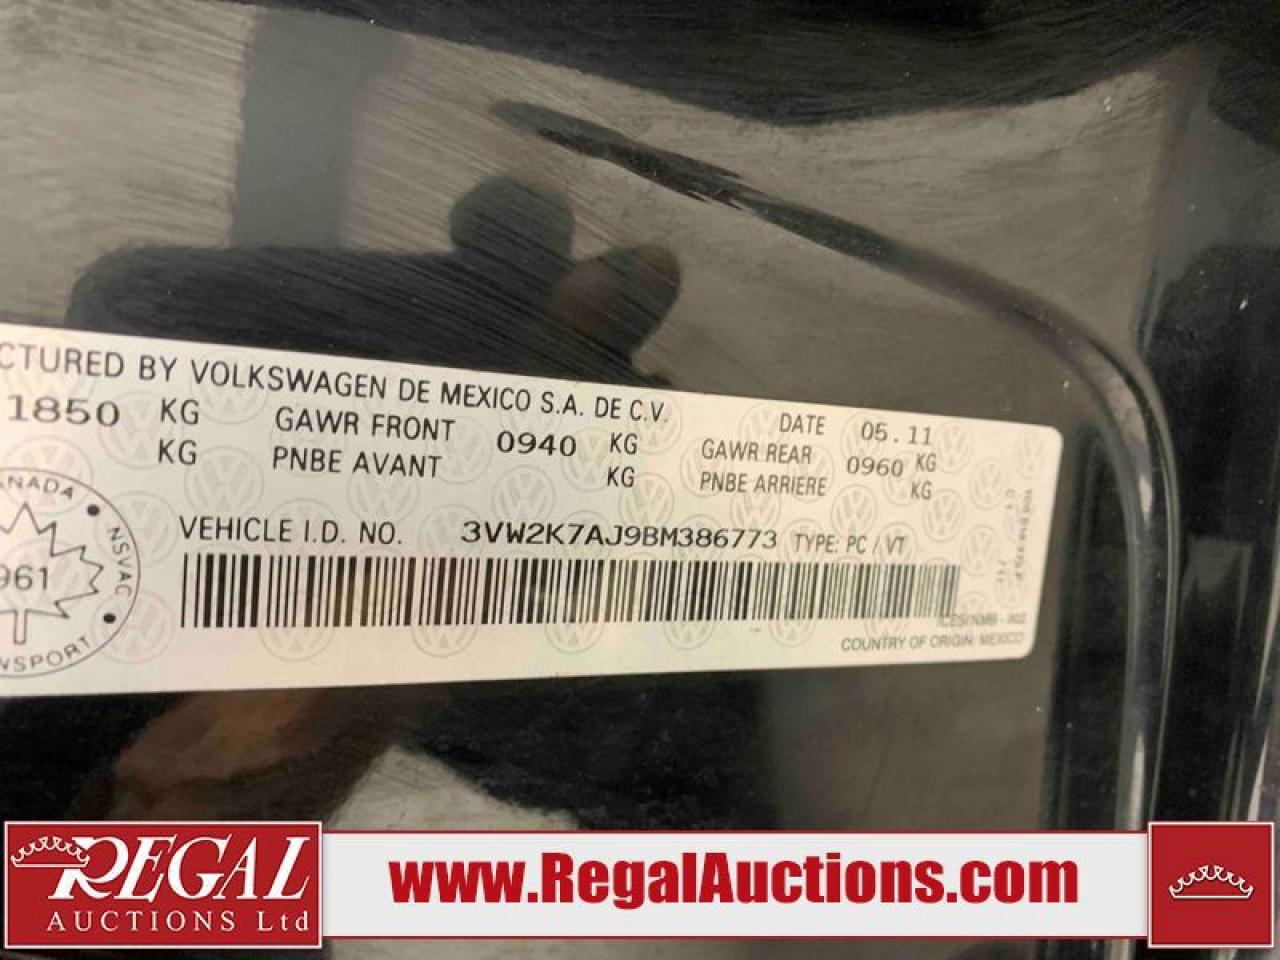 CTURED BY VOLKSWAGEN DE MEXICO S.A. DE C.V.
1850 KG GAWR FRONT 0940 KG DATE 05.11
KG PNBE AVANT KG GAWR REAR 0960 KG
PNBE ARRIERE KG
VEHICLE I.D. NO. 3VW2K7AJ9BM386773 TYPE: PC / VT
COUNTRY OF ORIGIN: MEXICO
ANADA
NSVAC
961
NSPORT
REGAL
AUCTIONS Ltd
www.RegalAuctions.com